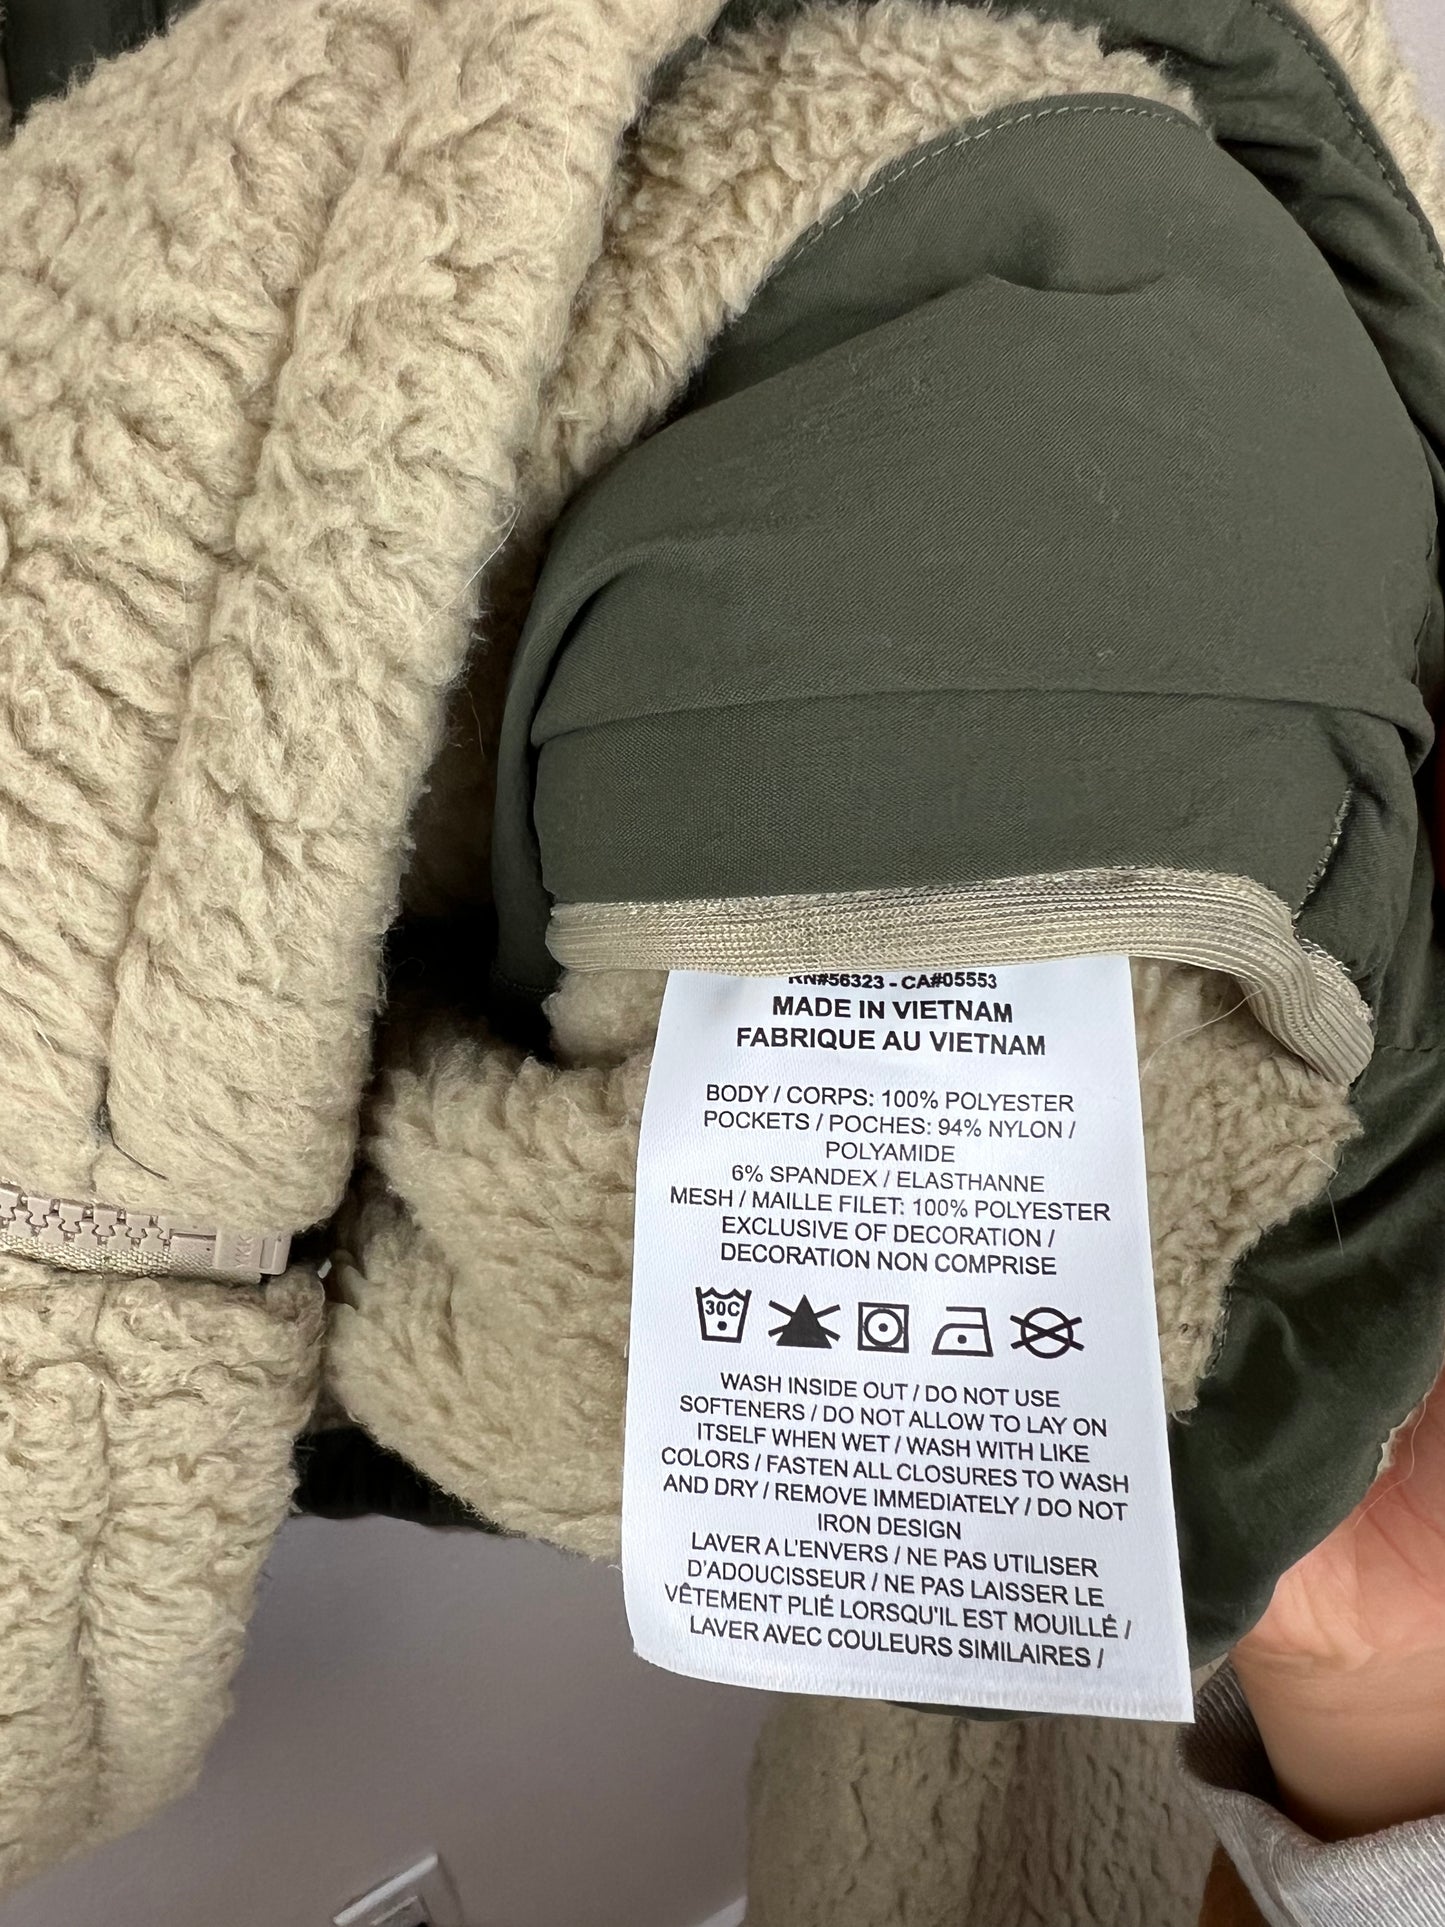 RN#56323 - CA#05553
MADE IN VIETNAM
FABRIQUE AU VIETNAM
BODY / CORPS: 100% POLYESTER
POCKETS / POCHES: 94% NYLON /
POLYAMIDE
6% SPANDEX / ELASTHANNE
MESH / MAILLE FILET: 100% POLYESTER
EXCLUSIVE OF DECORATION /
DECORATION NON COMPRISE
30C
WASH INSIDE OUT / DO NOT USE
SOFTENERS / DO NOT ALLOW TO LAY ON
ITSELF WHEN WET / WASH WITH LIKE
COLORS / FASTEN ALL CLOSURES TO WASH
AND DRY / REMOVE IMMEDIATELY / DO NOT
IRON DESIGN
LAVER A L'ENVERS / NE PAS UTILISER
D'ADOUCISSEUR / NE PAS LAISSER LE
VÊTEMENT PLIÉ LORSQU'IL EST MOUILLÉ /
LAVER AVEC COULEURS SIMILAIRES /